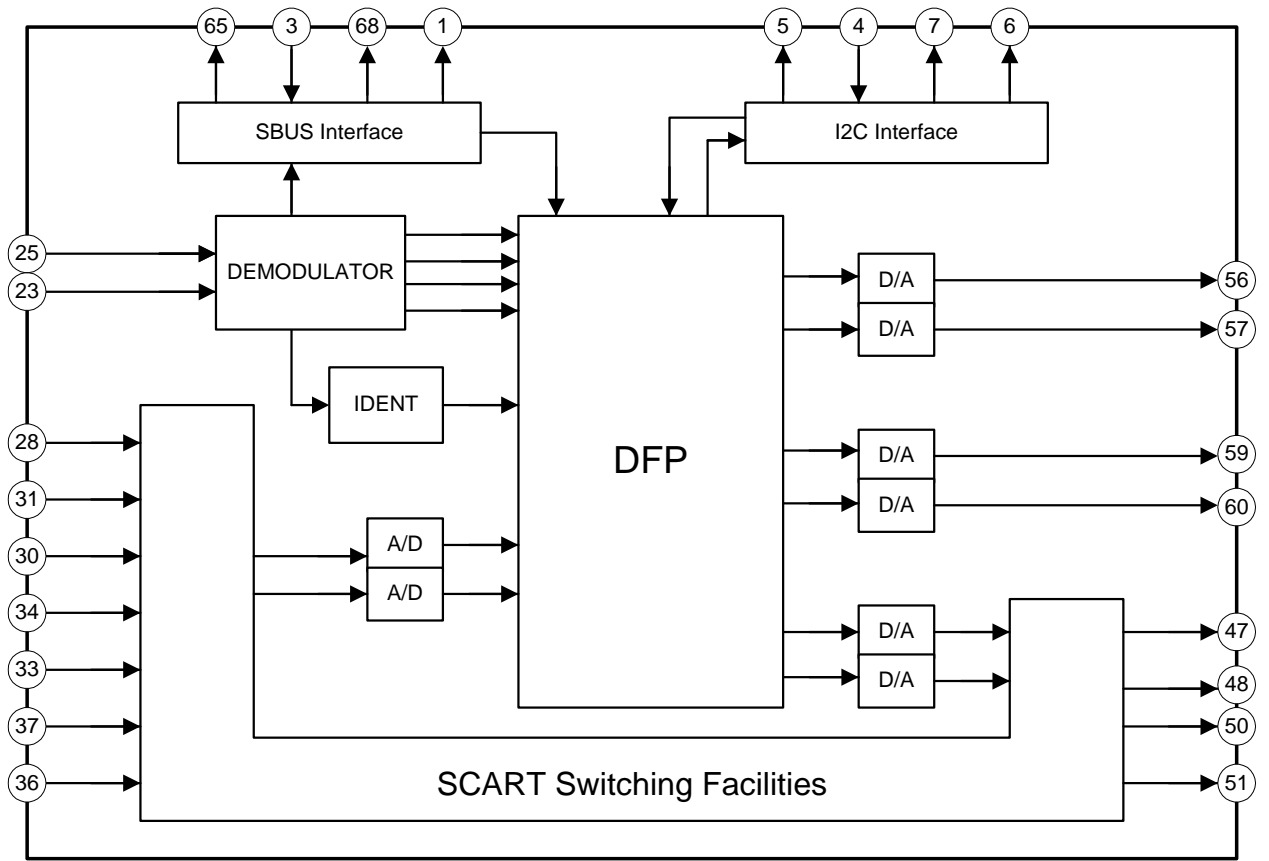 65 3 68 1 5 4 7 6
SBUS Interface
I2C Interface
25
23
DEMODULATOR
D/A
D/A
56
57
IDENT
28
31
30
34
33
37
36
DFP
A/D
A/D
D/A
D/A
59
60
D/A
D/A
47
48
50
51
SCART Switching Facilities